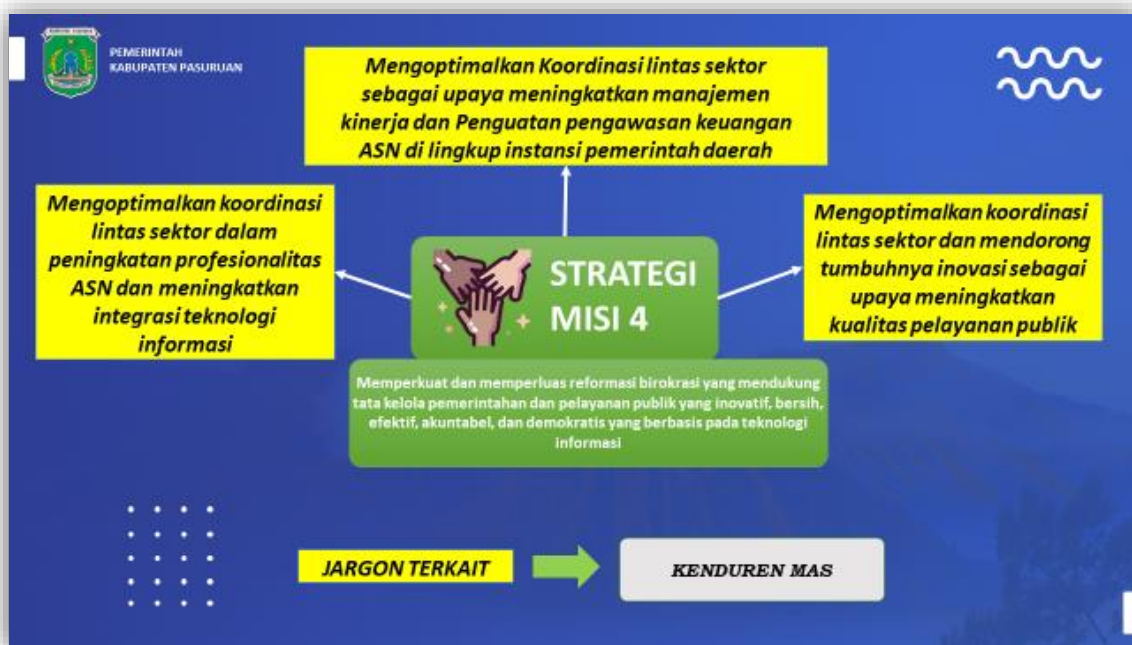 PEMERINTAH
KABUPATEN PASURUAN
Mengoptimalkan Koordinasi lintas sektor
sebagai upaya meningkatkan manajemen
kinerja dan Penguatan pengawasan keuangan
ASN di lingkup instansi pemerintah daerah
Mengoptimalkan koordinasi
lintas sektor dalam
peningkatan profesionalitas
ASN dan meningkatkan
integrasi teknologi
informasi
Mengoptimalkan koordinasi
lintas sektor dan mendorong
tumbuhnya inovasi sebagai
upaya meningkatkan
kualitas pelayanan publik
STRATEGI
MISI 4
Memperkuat dan memperluas reformasi birokrasi yang mendukung
tata kelola pemerintahan dan pelayanan publik yang inovatif, bersih,
efektif, akuntabel, dan demokratis yang berbasis pada teknologi
informasi
JARGON TERKAIT
KENDUREN MAS